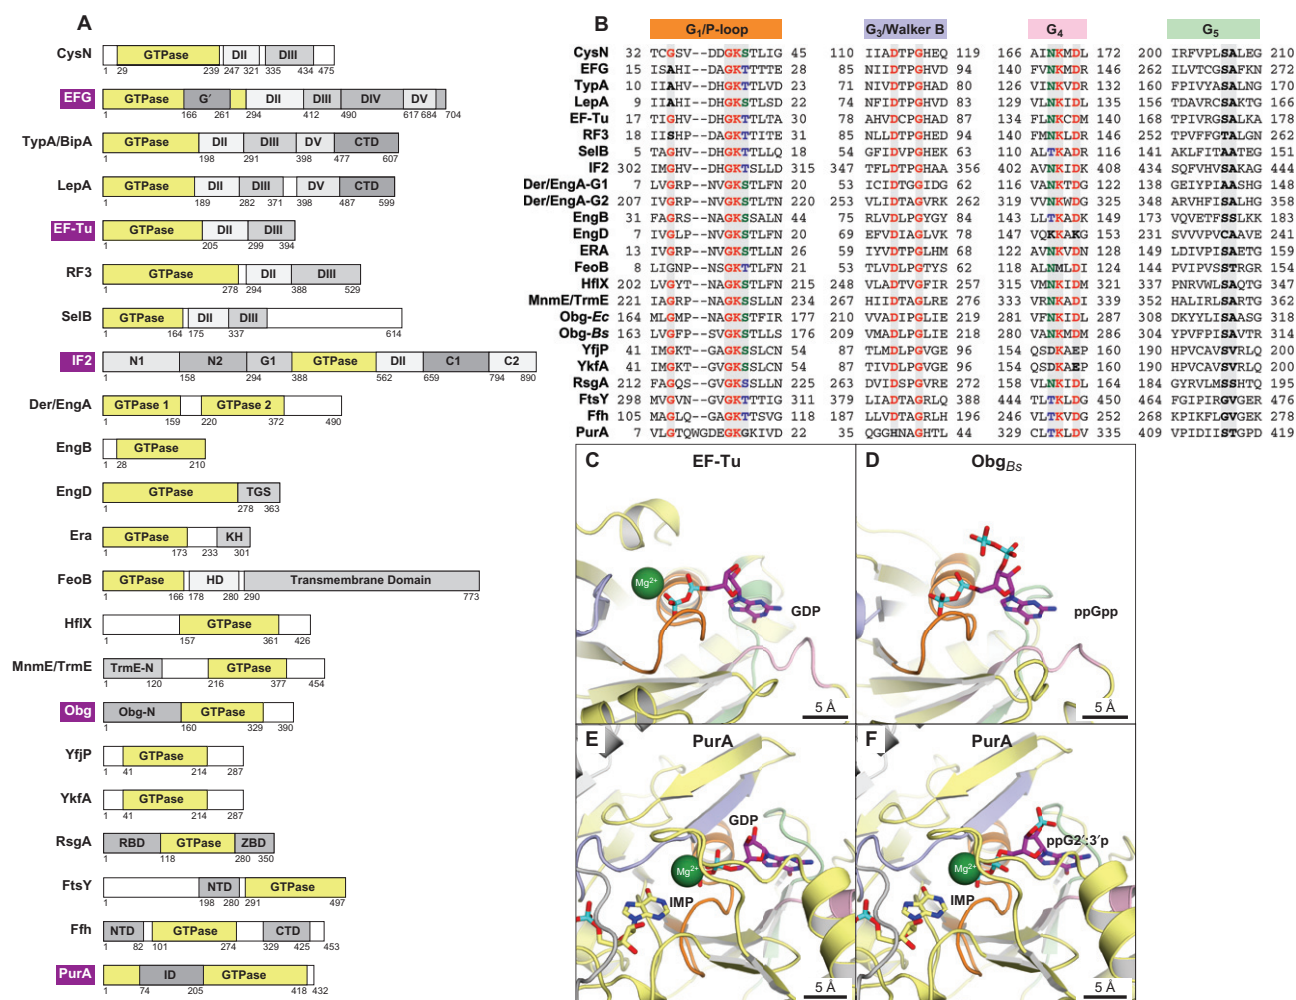 A
CysN
GTPase DII DIII
1 29 239 247 321 335 434 475
EFG
GTPase G′ DII DIII DIV DV
1 166 261 294 412 490 617 684 704
TypA/BipA
GTPase DII DIII DV CTD
1 198 291 398 477 607
LepA
GTPase DII DIII DV CTD
1 189 282 371 398 487 599
EF-Tu
GTPase DII DIII
1 205 299 394
RF3
GTPase DII DIII
1 278 294 388 529
SelB
GTPase DII DIII
1 164 175 337 614
IF2
N1 N2 G1 GTPase DII C1 C2
1 158 294 388 562 659 794 890
Der/EngA
GTPase 1 GTPase 2
1 159 220 372 490
EngB
GTPase
1 28 210
EngD
GTPase TGS
1 278 363
Era
GTPase KH
1 173 233 301
FeoB
GTPase HD Transmembrane Domain
1 166 178 280 290 773
HflX
GTPase
1 157 361 426
MnmE/TrmE
TrmE-N GTPase
1 120 216 377 454
Obg
Obg-N GTPase
1 160 329 390
YfjP
GTPase
1 41 214 287
YkfA
GTPase
1 41 214 287
RsgA
RBD GTPase ZBD
1 118 280 350
FtsY
NTD GTPase
1 198 280 291 497
Ffh
NTD GTPase CTD
1 82 101 274 329 425 453
PurA
ID GTPase
1 74 205 418 432
B
G1/P-loop G3/Walker B G4 G5
CysN 32 TCGSV--DDGKSTLIG 45 110 IIADTPGHEQ 119 166 AINKMDL 172 200 IRFVPLSALEG 210
EFG 15 ISAHI--DAGKTTTTE 28 85 NIIDTPGHVD 94 140 FVNKMDR 146 262 ILVTCGSAFKN 272
TypA 10 IIAHV--DHGKTTLVD 23 71 NIVDTPGHAD 80 126 VVNKVDR 132 160 PIVYASALNG 170
LepA 9 IIAHI--DHGKSTLSD 22 74 NFIDTPGHVD 83 129 VLNKIDL 135 156 TDAVRCSAKTG 166
EF-Tu 17 TIGHV--DHGKTTLTA 30 78 AHVDCPGHAD 87 134 FLNKCDM 140 168 TPIVRGSALKA 178
RF3 18 IISHP--DAGKTTITE 31 85 NLLDTPGHED 94 140 FMNKLDR 146 252 TPVFFGTALGN 262
SelB 5 TAGHV--DHGKTTLLQ 18 54 GFIDVPGHEK 63 110 ALTKADR 116 141 AKLFITAATEG 151
IF2 302 IMGHV--DHGKTSLLD 315 347 TFLDTPGHAA 356 402 AVNKIDK 408 434 SQFVHVSAKAG 444
Der/EngA-G1 7 LVGRP--NVGKSTLFN 20 53 ICIDTGGIDG 62 116 VANKTDG 122 138 GEIYPIAASHG 148
Der/EngA-G2 207 IVGRP--NVGKSTLTN 220 253 VLIDTAGVRK 262 319 VVNKWDG 325 348 ARVHFISALHG 358
EngB 31 FAGRS--NAGKSSALN 44 75 RLVDLPGYGY 84 143 LLTKADK 149 173 VQVETFSSLKK 183
EngD 7 IVGLP--NVGKSTLFN 20 69 EFVDIAGLVK 78 147 VQKKAKG 153 231 VSVVPVCAAVE 241
ERA 13 IVGRP--NVGKSTLLN 26 59 IYVDTPGLHM 68 122 AVNKVDN 128 149 LDIVPISAETG 159
FeoB 8 LIGNP--NSGKTTLFN 21 53 TLVDLPGTYS 62 118 ALNMLDI 124 144 PVIPVSSTRGR 154
HflX 202 LVGYT--NAGKSTLFN 215 248 VLADTVGFIR 257 315 VMNKIDM 321 337 PNRVWLSAQTG 347
MnmE/TrmE 221 IAGRP--NAGKSSLLN 234 267 HIIDTAGLRE 276 333 VRNKADI 339 352 HALIRLSARTG 362
Obg-Ec 164 MLGMP--NAGKSTFIR 177 210 VVADIPGLIE 219 281 VFNKIDL 287 308 DKYYLISAASG 318
Obg-Bs 163 LVGFP--SVGKSTLLS 176 209 VMADLPGLIE 218 280 VANKMDM 286 304 YPVFPISAVTR 314
YfjP 41 IMGKT--GAGKSSLCN 54 87 TLMDLPGVGE 96 154 QSDKAEP 160 190 HPVCAVSVRLQ 200
YkfA 41 IMGKT--GAGKSSLCN 54 87 TIVDLPGVGE 96 154 SSDKAEP 160 190 HPVCAVSVRLQ 200
RsgA 212 FAGQS--GVGKSSLLN 225 263 DVIDSPGVRE 272 158 VLNKIDL 164 184 GYRVLMSSHTQ 195
FtsY 298 MVGVN--GVGKTTTIG 311 379 LIADTAGRLQ 388 444 TLTKLDG 450 464 FGIPIRGVGER 476
Ffh 105 MAGLQ--GAGKTTSVG 118 187 LLVDTAGRLH 196 246 VLTKVDG 252 268 KPIKFLGVGEK 278
PurA 7 VLGTQWGDEGKGKIVD 22 35 QGGHNAGHTL 44 329 CLTKLDV 335 409 VPIDIISTGPD 419
C EF-Tu
Mg2+
GDP
5 Å
D ObgBs
ppGpp
5 Å
E PurA
GDP
Mg2+
IMP
5 Å
F PurA
ppG2′:3′p
Mg2+
IMP
5 Å